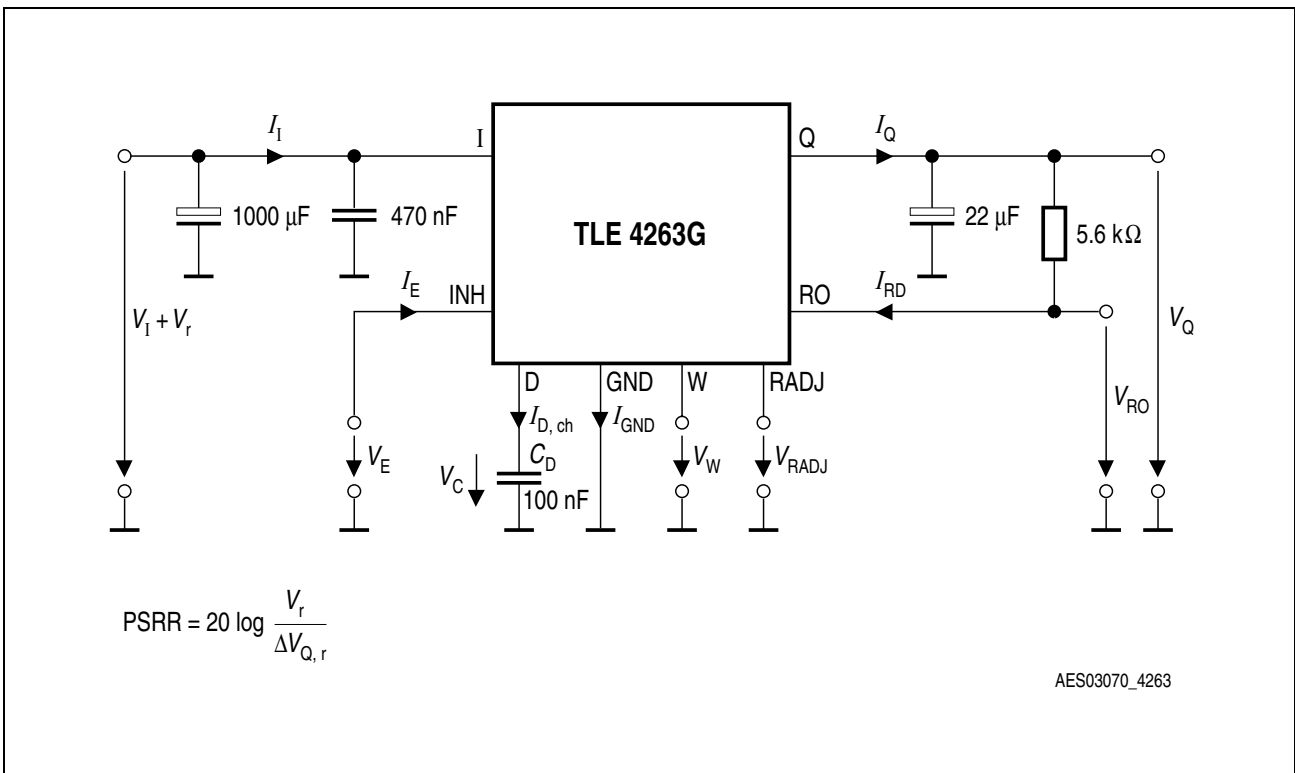 I_I
I
Q
I_Q
1000 µF
470 nF
TLE 4263G
22 µF
5.6 kΩ
I_E
INH
RO
I_RD
V_I + V_r
V_Q
D
GND
W
RADJ
V_RO
I_D, ch
I_GND
V_E
V_C
C_D
100 nF
V_W
V_RADJ
PSRR = 20 log V_r / ΔV_Q, r
AES03070_4263